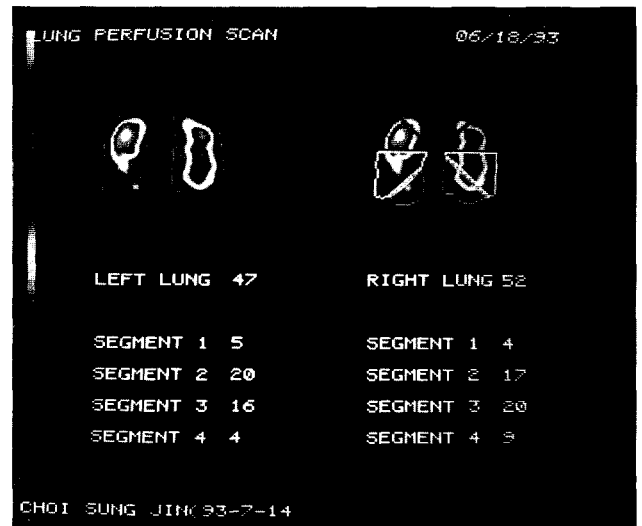 LUNG PERFUSION SCAN 06/18/93
LEFT LUNG 47 RIGHT LUNG 52
SEGMENT 1 5 SEGMENT 1 4
SEGMENT 2 20 SEGMENT 2 17
SEGMENT 3 16 SEGMENT 3 20
SEGMENT 4 4 SEGMENT 4 9
CHOI SUNG JIN(93-7-14